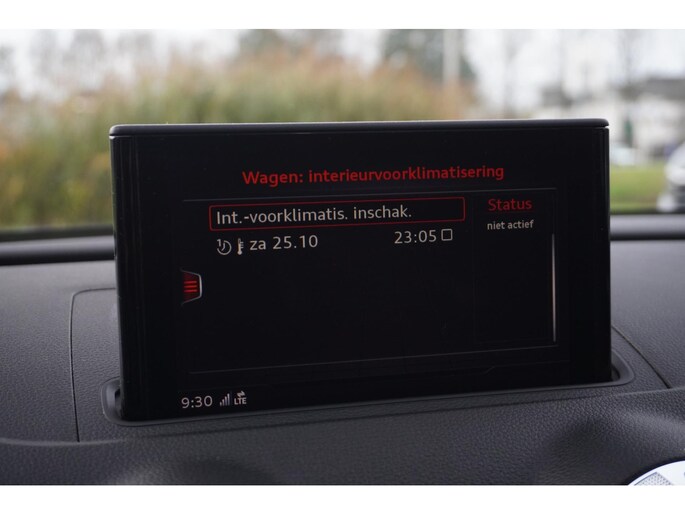 Wagen: interieurvoorklimatisering
Int.-voorklimatis. inschak.
Status
niet actief
za 25.10 23:05
9:30 LTE